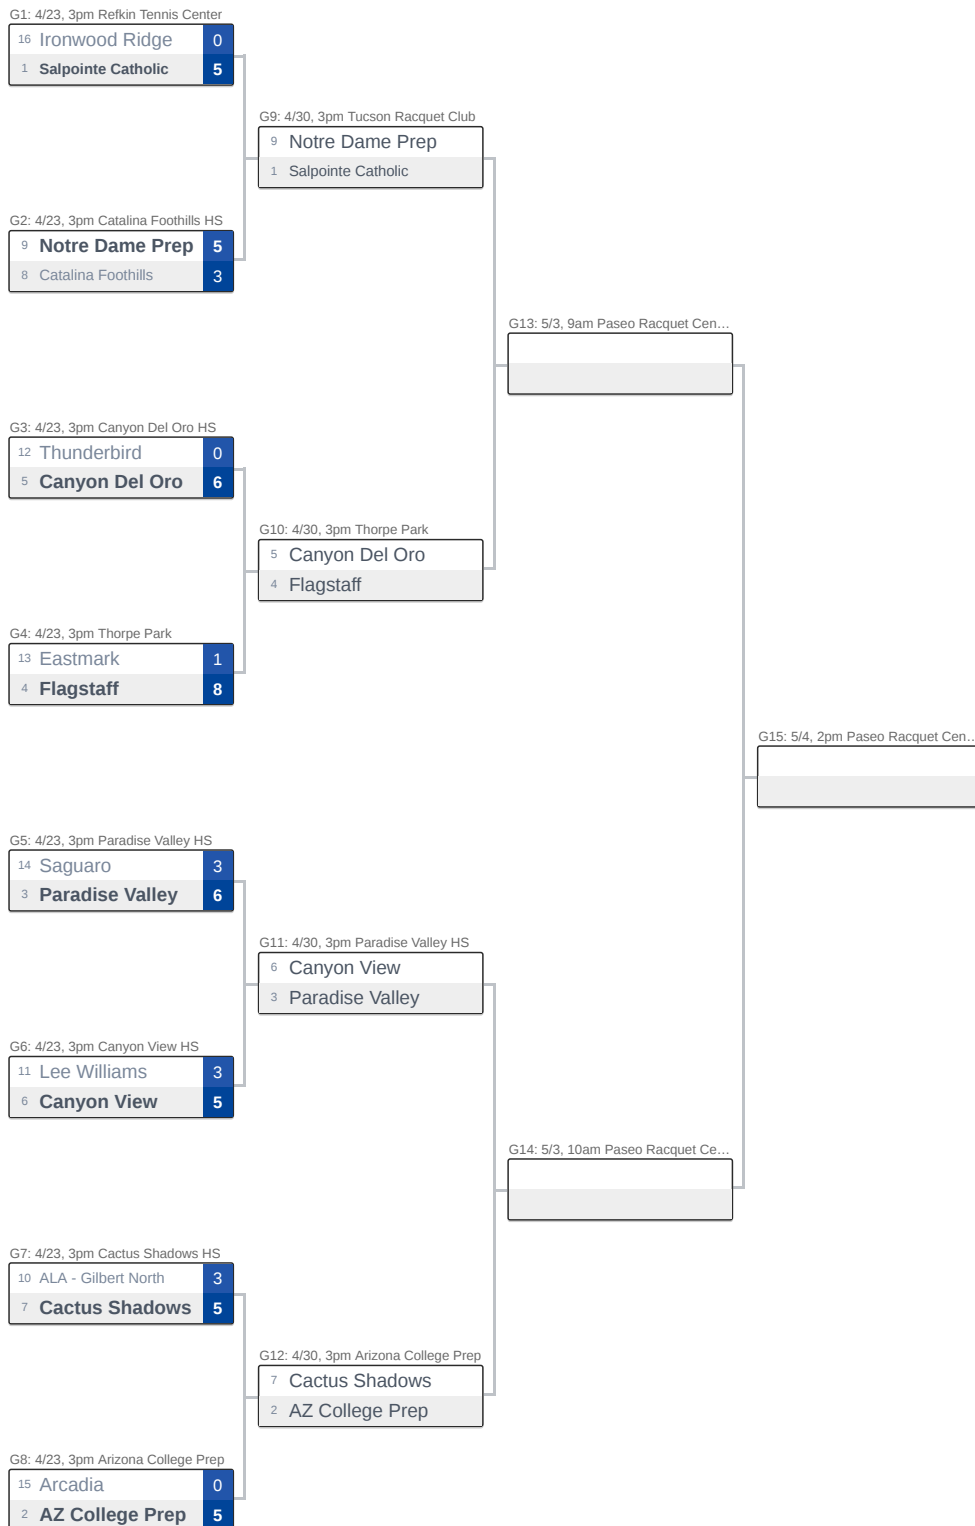 G1: 4/23, 3pm Refkin Tennis Center
16 Ironwood Ridge 0
1 Salpointe Catholic 5
G9: 4/30, 3pm Tucson Racquet Club
9 Notre Dame Prep
1 Salpointe Catholic
G2: 4/23, 3pm Catalina Foothills HS
9 Notre Dame Prep 5
8 Catalina Foothills 3
G13: 5/3, 9am Paseo Racquet Cen…
G3: 4/23, 3pm Canyon Del Oro HS
12 Thunderbird 0
5 Canyon Del Oro 6
G10: 4/30, 3pm Thorpe Park
5 Canyon Del Oro
4 Flagstaff
G4: 4/23, 3pm Thorpe Park
13 Eastmark 1
4 Flagstaff 8
G15: 5/4, 2pm Paseo Racquet Cen…
G5: 4/23, 3pm Paradise Valley HS
14 Saguaro 3
3 Paradise Valley 6
G11: 4/30, 3pm Paradise Valley HS
6 Canyon View
3 Paradise Valley
G6: 4/23, 3pm Canyon View HS
11 Lee Williams 3
6 Canyon View 5
G14: 5/3, 10am Paseo Racquet Ce…
G7: 4/23, 3pm Cactus Shadows HS
10 ALA - Gilbert North 3
7 Cactus Shadows 5
G12: 4/30, 3pm Arizona College Prep
7 Cactus Shadows
2 AZ College Prep
G8: 4/23, 3pm Arizona College Prep
15 Arcadia 0
2 AZ College Prep 5